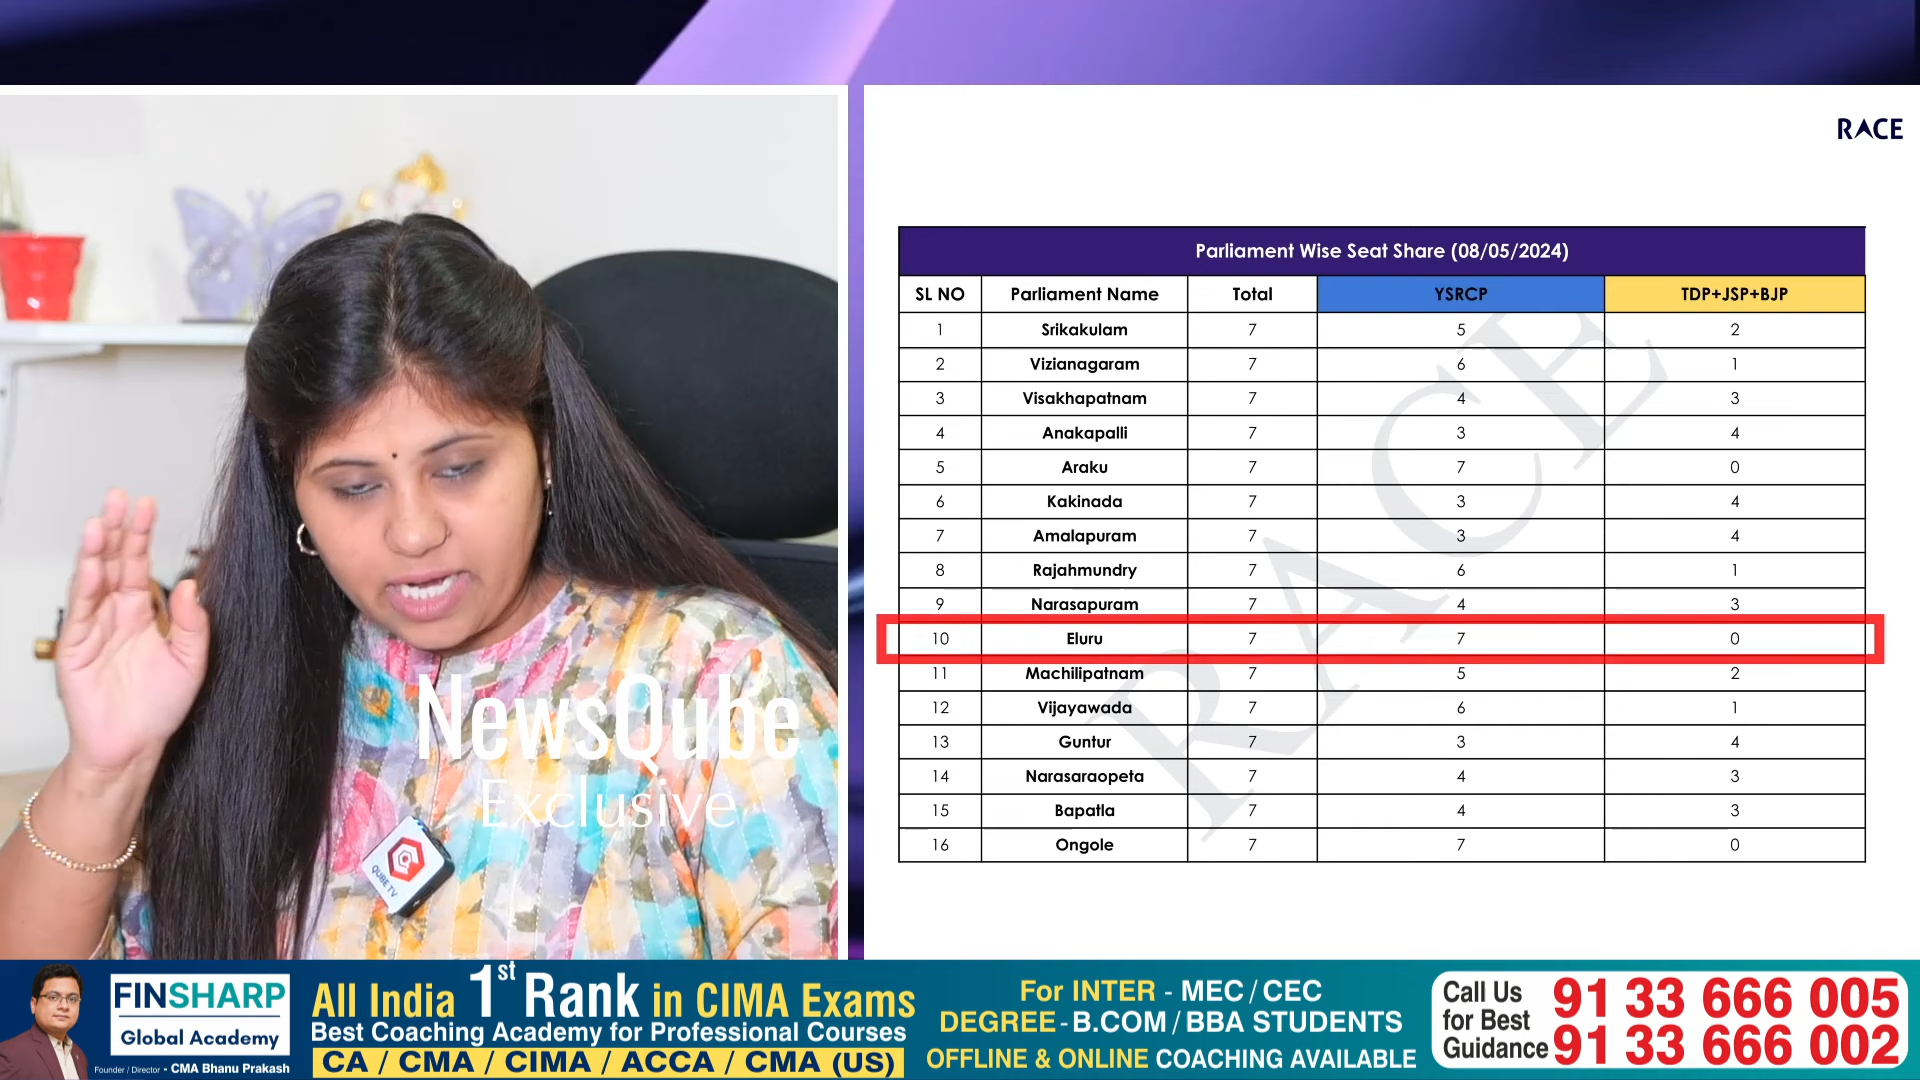 RACE
Parliament Wise Seat Share (08/05/2024)
SL NO Parliament Name Total YSRCP TDP+JSP+BJP
1 Srikakulam 7 5 2
2 Vizianagaram 7 6 1
3 Visakhapatnam 7 4 3
4 Anakapalli 7 3 4
5 Araku 7 7 0
6 Kakinada 7 3 4
7 Amalapuram 7 3 4
8 Rajahmundry 7 6 1
9 Narasapuram 7 4 3
10 Eluru 7 7 0
11 Machilipatnam 7 5 2
12 Vijayawada 7 6 1
13 Guntur 7 3 4
14 Narasaraopeta 7 4 3
15 Bapatla 7 4 3
16 Ongole 7 7 0
RACE
NewsQube
Exclusive
QUBE TV
FINSHARP
Global Academy
Founder / Director - CMA Bhanu Prakash
All India 1st Rank in CIMA Exams
Best Coaching Academy for Professional Courses
CA / CMA / CIMA / ACCA / CMA (US)
For INTER - MEC / CEC
DEGREE - B.COM / BBA STUDENTS
OFFLINE & ONLINE COACHING AVAILABLE
Call Us
for Best
Guidance
91 33 666 005
91 33 666 002